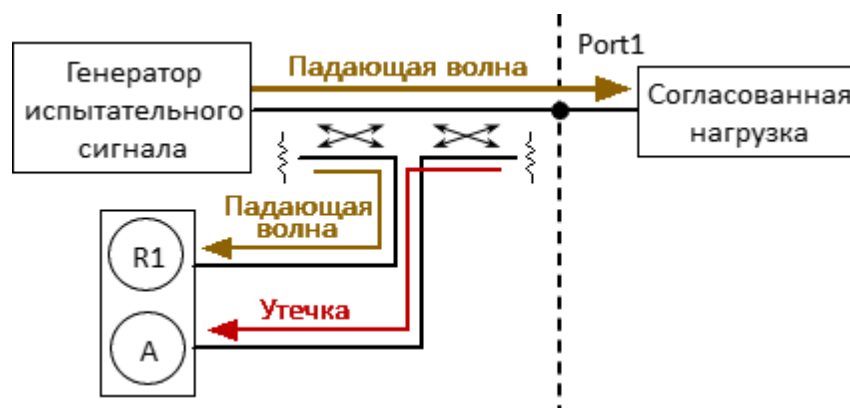 Генератор
испытательного
сигнала
Падающая волна
Port1
Согласованная
нагрузка
Падающая
волна
R1
Утечка
A